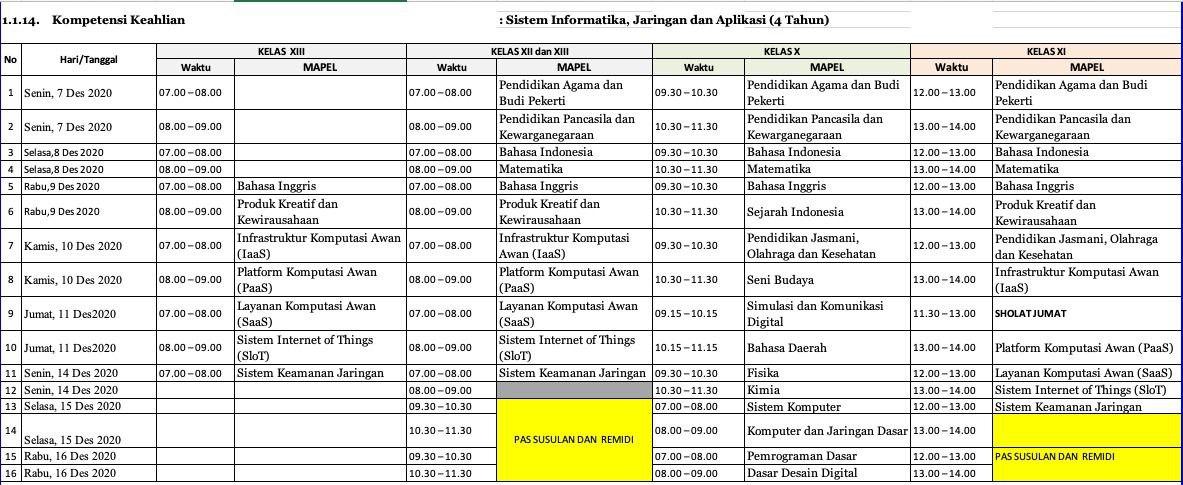 1.1.14. Kompetensi Keahlian : Sistem Informatika, Jaringan dan Aplikasi (4 Tahun)
No Hari/Tanggal KELAS XIII KELAS XII dan XIII KELAS X KELAS XI
Waktu MAPEL Waktu MAPEL Waktu MAPEL Waktu MAPEL
1 Senin, 7 Des 2020 07.00 – 08.00 07.00 – 08.00 Pendidikan Agama dan Budi Pekerti 09.30 – 10.30 Pendidikan Agama dan Budi Pekerti 12.00 – 13.00 Pendidikan Agama dan Budi Pekerti
2 Senin, 7 Des 2020 08.00 – 09.00 08.00 – 09.00 Pendidikan Pancasila dan Kewarganegaraan 10.30 – 11.30 Pendidikan Pancasila dan Kewarganegaraan 13.00 – 14.00 Pendidikan Pancasila dan Kewarganegaraan
3 Selasa,8 Des 2020 07.00 – 08.00 07.00 – 08.00 Bahasa Indonesia 09.30 – 10.30 Bahasa Indonesia 12.00 – 13.00 Bahasa Indonesia
4 Selasa,8 Des 2020 08.00 – 09.00 08.00 – 09.00 Matematika 10.30 – 11.30 Matematika 13.00 – 14.00 Matematika
5 Rabu,9 Des 2020 07.00 – 08.00 Bahasa Inggris 07.00 – 08.00 Bahasa Inggris 09.30 – 10.30 Bahasa Inggris 12.00 – 13.00 Bahasa Inggris
6 Rabu,9 Des 2020 08.00 – 09.00 Produk Kreatif dan Kewirausahaan 08.00 – 09.00 Produk Kreatif dan Kewirausahaan 10.30 – 11.30 Sejarah Indonesia 13.00 – 14.00 Produk Kreatif dan Kewirausahaan
7 Kamis, 10 Des 2020 07.00 – 08.00 Infrastruktur Komputasi Awan (IaaS) 07.00 – 08.00 Infrastruktur Komputasi Awan (IaaS) 09.30 – 10.30 Pendidikan Jasmani, Olahraga dan Kesehatan 12.00 – 13.00 Pendidikan Jasmani, Olahraga dan Kesehatan
8 Kamis, 10 Des 2020 08.00 – 09.00 Platform Komputasi Awan (PaaS) 08.00 – 09.00 Platform Komputasi Awan (PaaS) 10.30 – 11.30 Seni Budaya 13.00 – 14.00 Infrastruktur Komputasi Awan (IaaS)
9 Jumat, 11 Des2020 07.00 – 08.00 Layanan Komputasi Awan (SaaS) 07.00 – 08.00 Layanan Komputasi Awan (SaaS) 09.15 – 10.15 Simulasi dan Komunikasi Digital 11.30 – 13.00 SHOLAT JUMAT
10 Jumat, 11 Des2020 08.00 – 09.00 Sistem Internet of Things (SloT) 08.00 – 09.00 Sistem Internet of Things (SloT) 10.15 – 11.15 Bahasa Daerah 13.00 – 14.00 Platform Komputasi Awan (PaaS)
11 Senin, 14 Des 2020 07.00 – 08.00 Sistem Keamanan Jaringan 07.00 – 08.00 Sistem Keamanan Jaringan 09.30 – 10.30 Fisika 12.00 – 13.00 Layanan Komputasi Awan (SaaS)
12 Senin, 14 Des 2020 08.00 – 09.00 10.30 – 11.30 Kimia 13.00 – 14.00 Sistem Internet of Things (SloT)
13 Selasa, 15 Des 2020 09.30 – 10.30 07.00 – 08.00 Sistem Komputer 12.00 – 13.00 Sistem Keamanan Jaringan
14 Selasa, 15 Des 2020 10.30 – 11.30 PAS SUSULAN DAN REMIDI 08.00 – 09.00 Komputer dan Jaringan Dasar 13.00 – 14.00
15 Rabu, 16 Des 2020 09.30 – 10.30 07.00 – 08.00 Pemrograman Dasar 12.00 – 13.00 PAS SUSULAN DAN REMIDI
16 Rabu, 16 Des 2020 10.30 – 11.30 08.00 – 09.00 Dasar Desain Digital 13.00 – 14.00